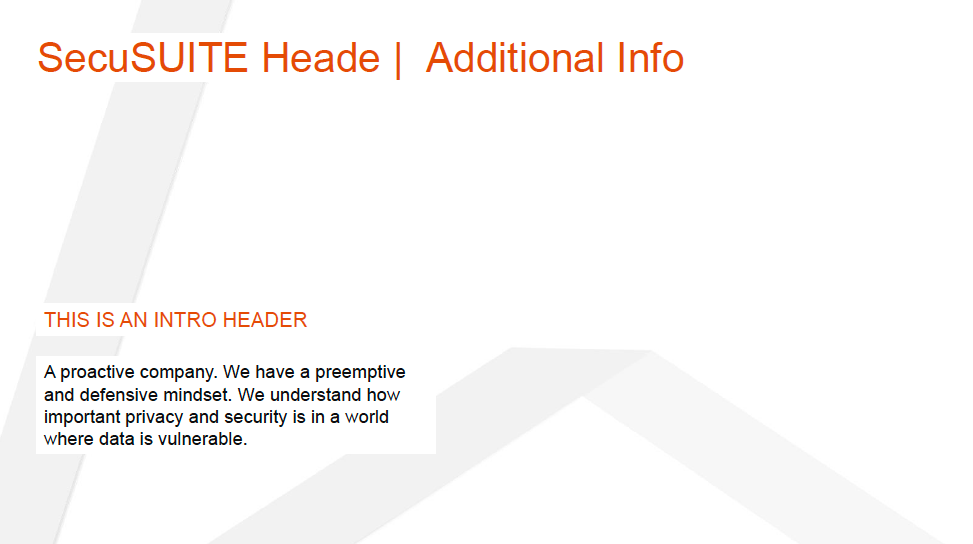 SecuSUITE Heade |  Additional Info
THIS IS AN INTRO HEADER
A proactive company. We have a preemptive
and defensive mindset. We understand how
important privacy and security is in a world
where data is vulnerable.